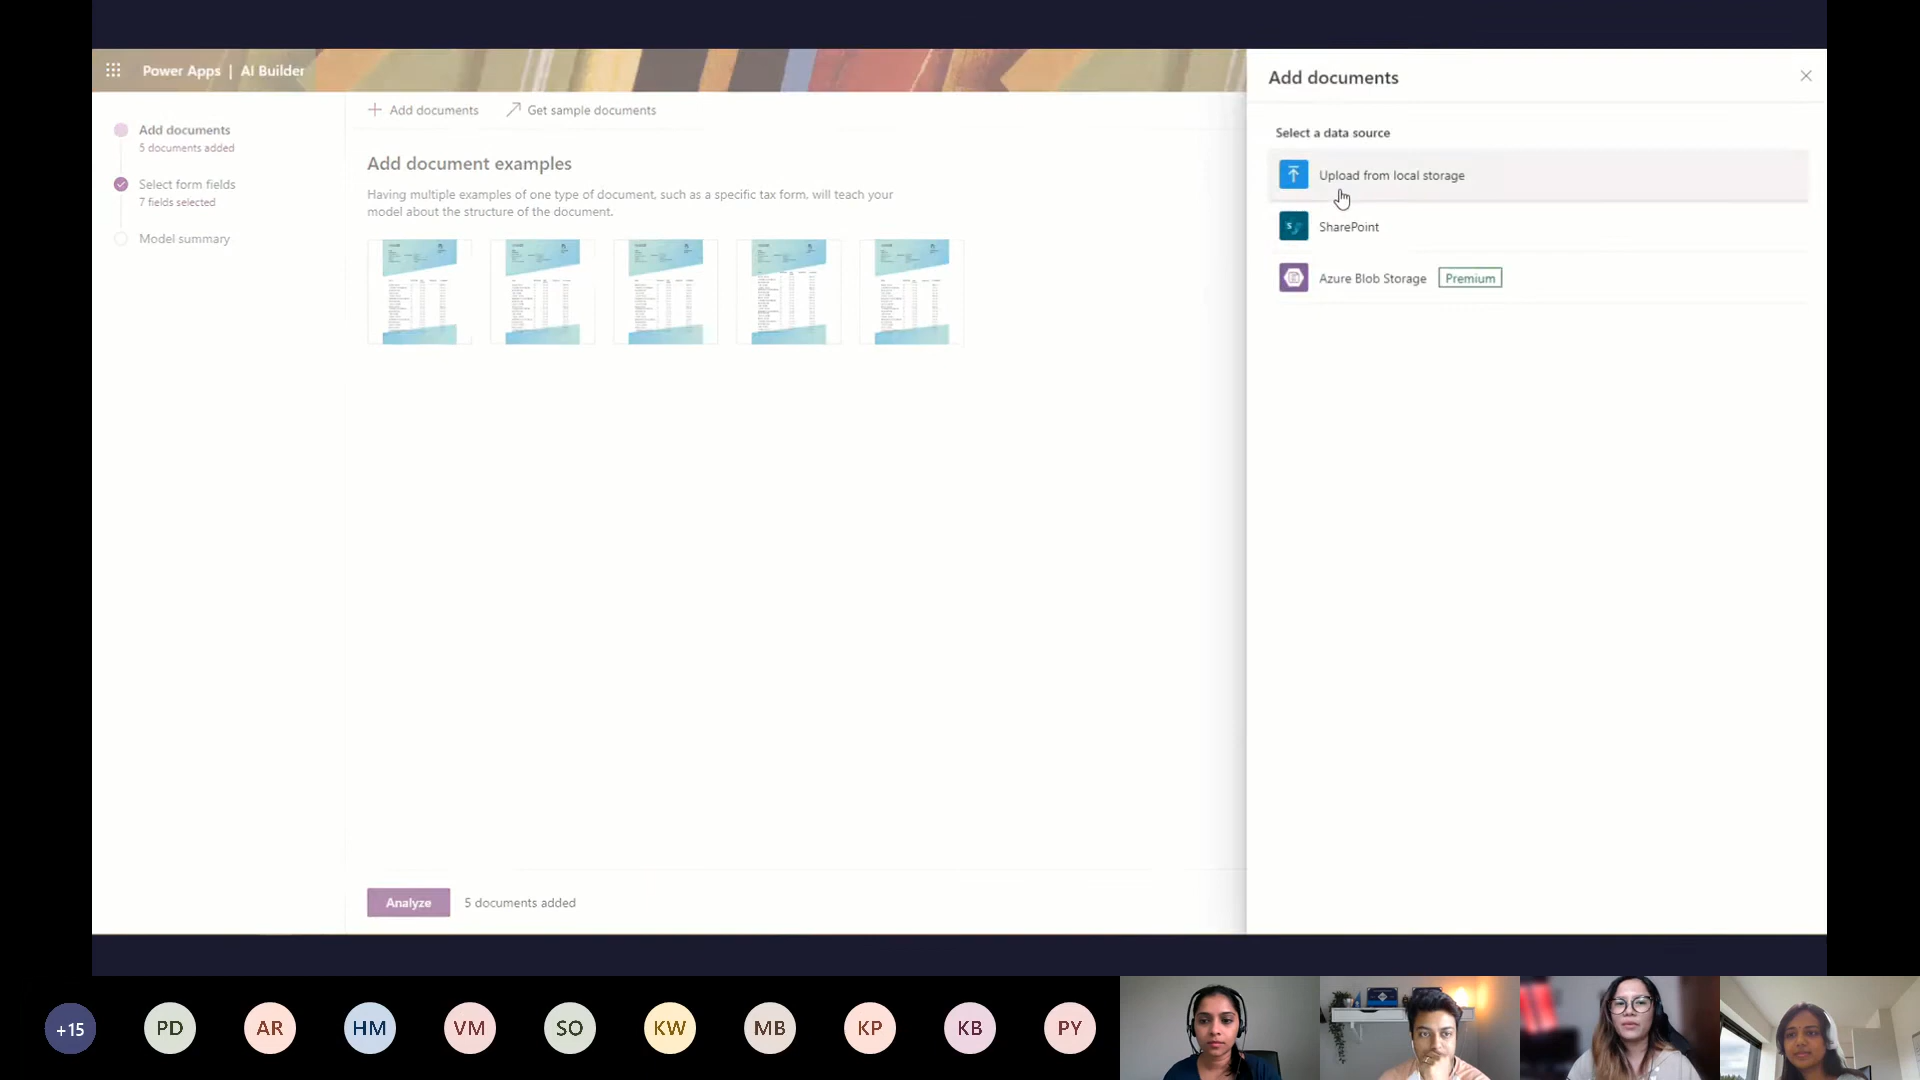 Power Apps | AI Builder
Add documents
5 documents added
Select form fields
7 fields selected
Model summary
Add documents
Get sample documents
Add document examples
Having multiple examples of one type of document, such as a specific tax form, will teach your
model about the structure of the document.
Analyze
5 documents added
Add documents
Select a data source
Upload from local storage
SharePoint
Azure Blob Storage
Premium
+15
PD
AR
HM
VM
SO
KW
MB
KP
KB
PY